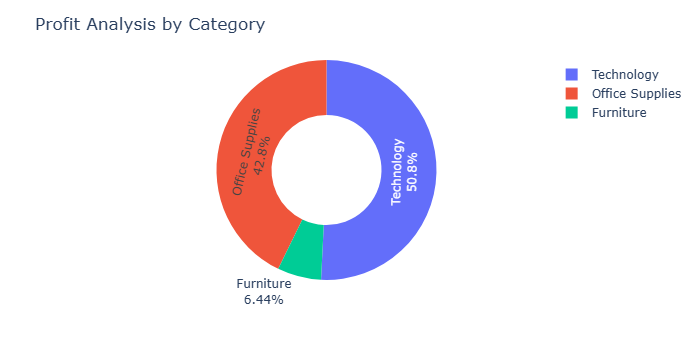 Profit Analysis by Category
Technology
Office Supplies
Furniture
Office Supplies
42.8%
Technology
50.8%
Furniture
6.44%